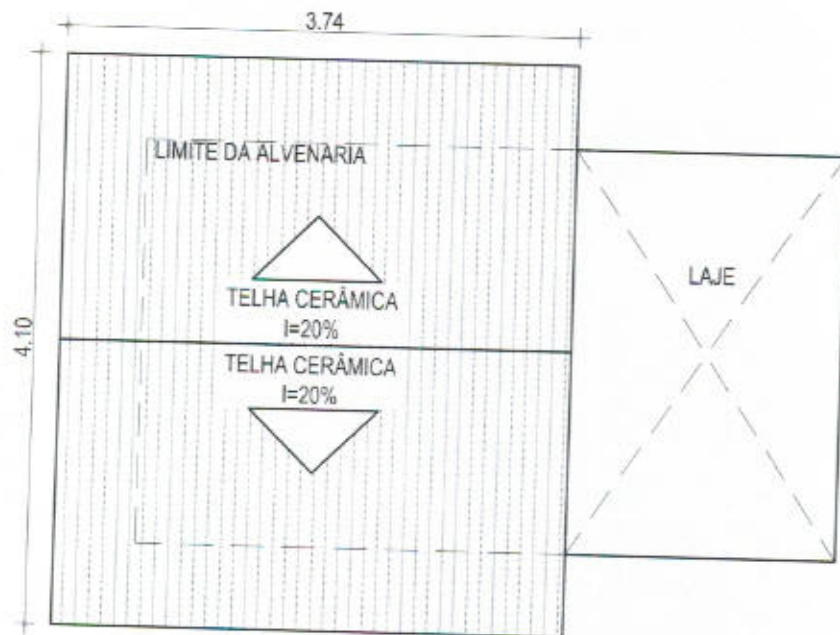 3.74
LIMITE DA ALVENARIA
LAJE
TELHA CERÂMICA
I=20%
4.10
TELHA CERÂMICA
I=20%